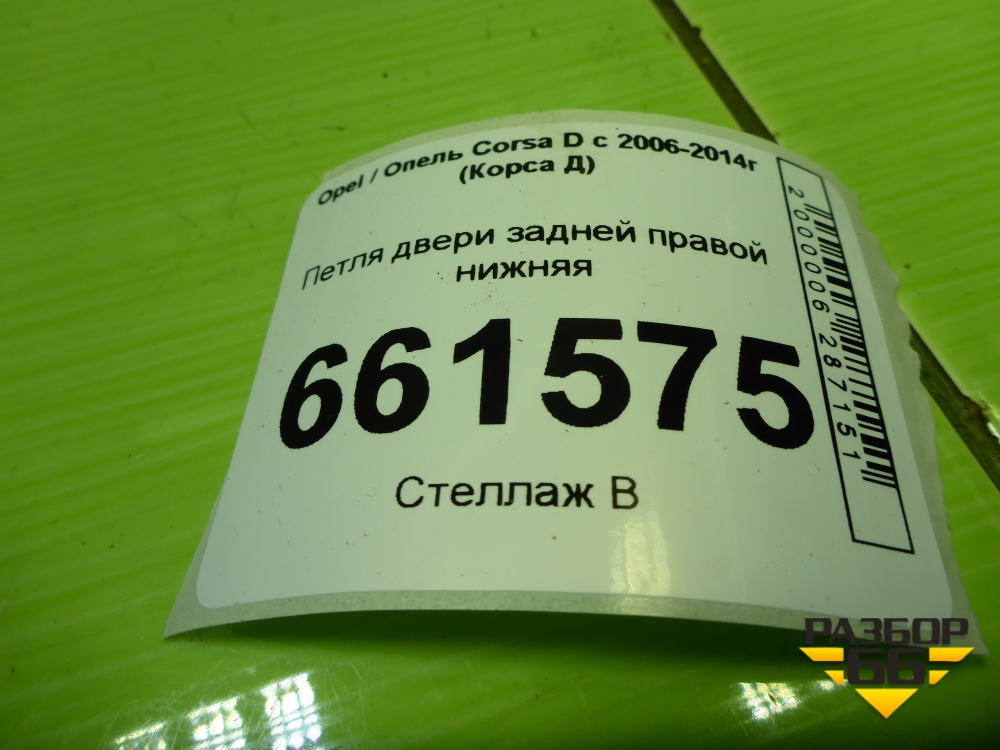 Opel / Опель Corsa D с 2006-2014г
(Корса Д)
Петля двери задней правой
нижняя
661575
Стеллаж В
2000006287151
РАЗБОР
66